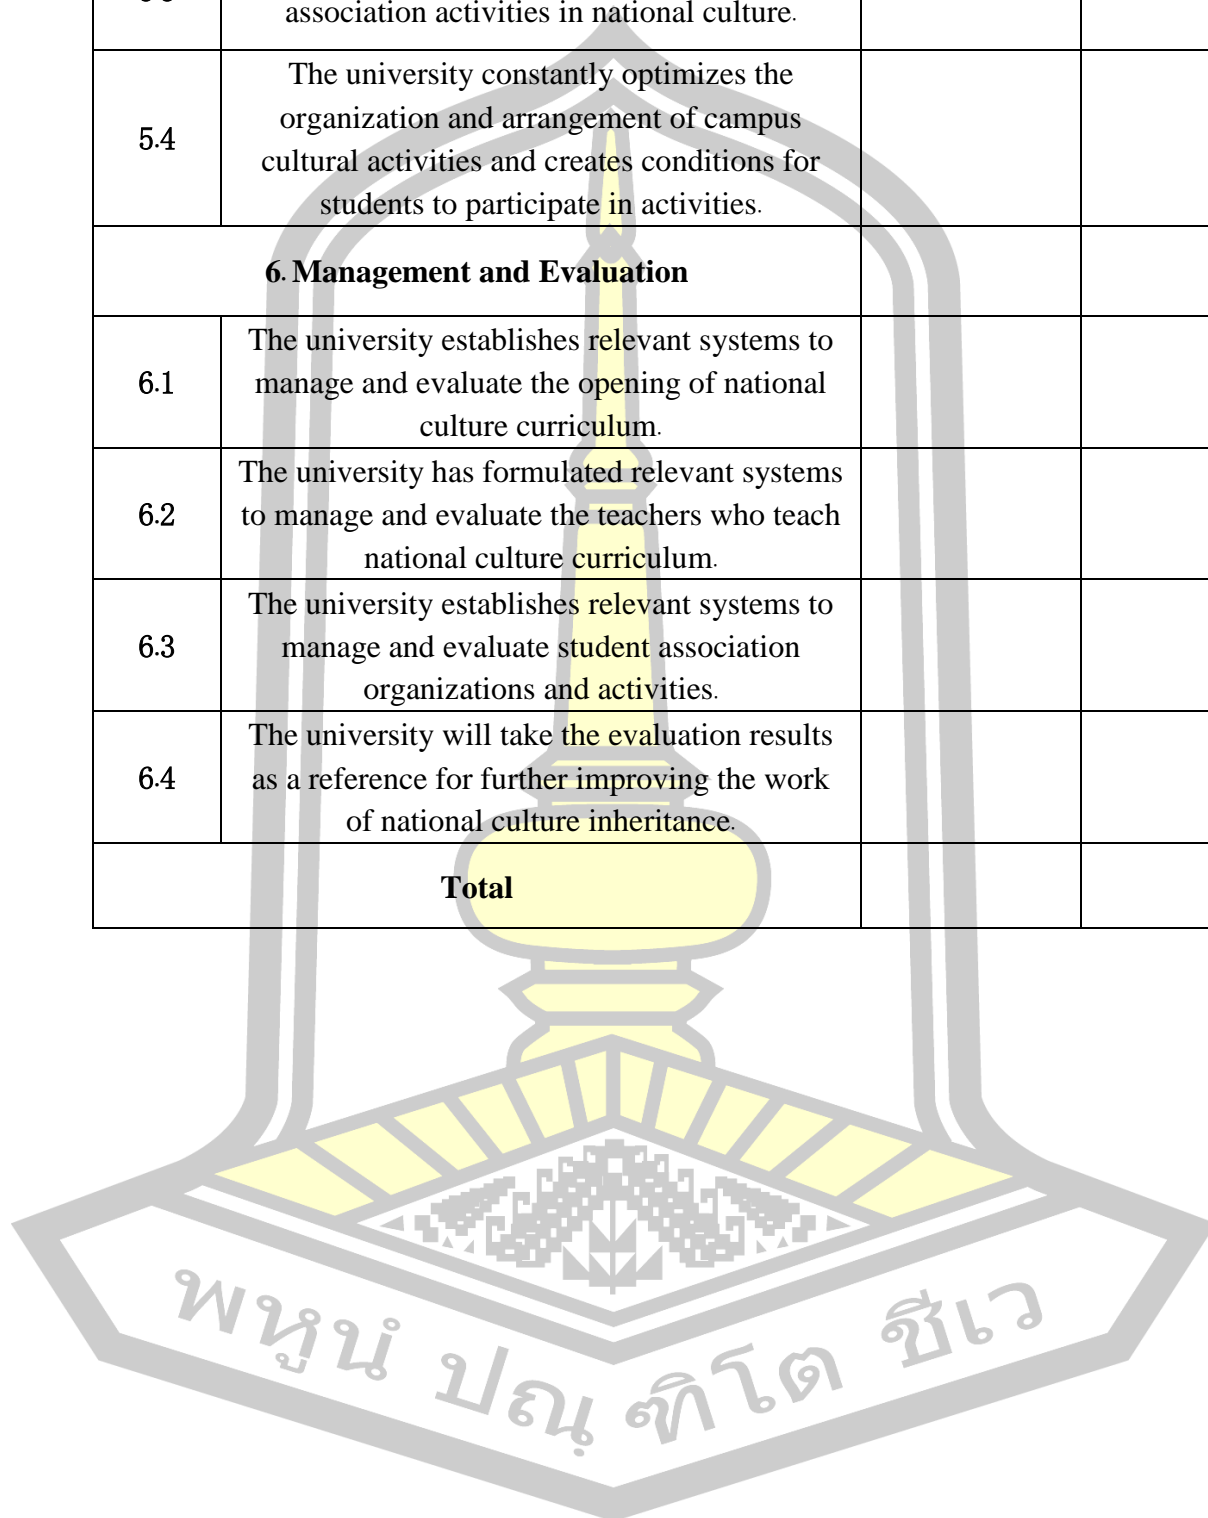 association activities in national culture.
The university constantly optimizes the
organization and arrangement of campus
5.4
cultural activities and creates conditions for
students to participate in activities.
6. Management and Evaluation
The university establishes relevant systems to
6.1
manage and evaluate the opening of national
culture curriculum.
The university has formulated relevant systems
6.2
to manage and evaluate the teachers who teach
national culture curriculum.
The university establishes relevant systems to
6.3
manage and evaluate student association
organizations and activities.
The university will take the evaluation results
6.4
as a reference for further improving the work
of national culture inheritance.
Total
พหูนํ ปณฺฑิโต ชีเว